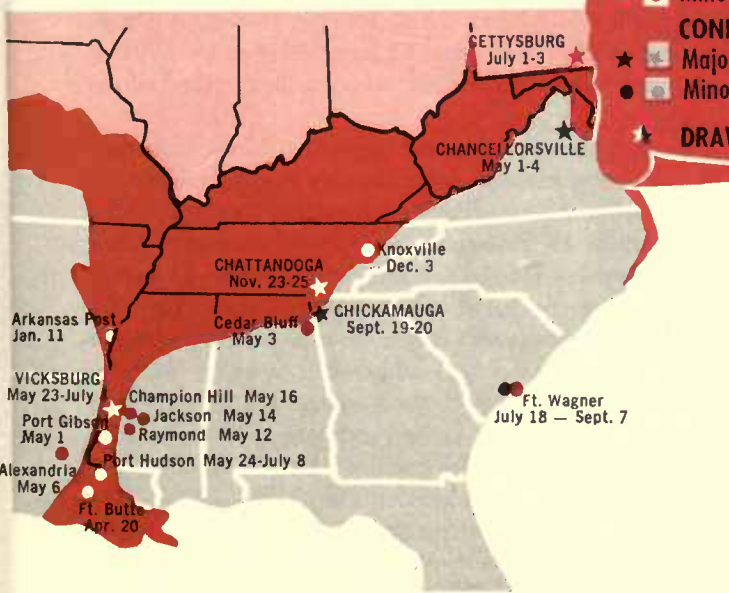 CON
★ Majo
● Mino
DRAW
GETTYSBURG
July 1-3
CHANCELLORSVILLE
May 1-4
Knoxville
Dec. 3
CHATTANOOGA
Nov. 23-25
CHICKAMAUGA
Sept. 19-20
Cedar Bluff
May 3
Arkansas Post
Jan. 11
VICKSBURG
May 23-July 4
Champion Hill May 16
Jackson May 14
Raymond May 12
Port Gibson
May 1
Port Hudson May 24-July 8
Alexandria
May 6
Ft. Butte
Apr. 20
Ft. Wagner
July 18 — Sept. 7